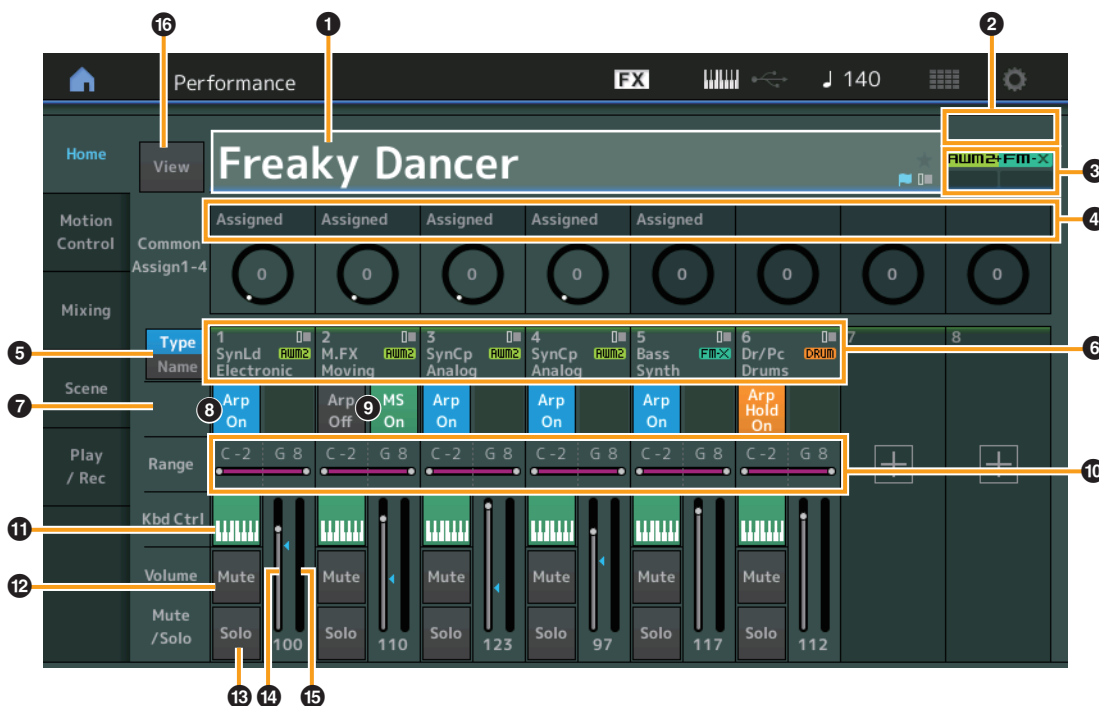 16 1 2
Performance FX 140
Home View Freaky Dancer AWM2+FM-X 3
Assigned Assigned Assigned Assigned Assigned 4
Motion Control
Common Assign1-4 0 0 0 0 0 0 0 0
Mixing
5 Type Name
1 SynLd AWM2 Electronic
2 M.FX AWM2 Moving
3 SynCp AWM2 Analog
4 SynCp AWM2 Analog
5 Bass FM-X Synth
6 Dr/Pc DRUM Drums
7 8 6
Scene
7 8 Arp On Arp Off 9 MS On Arp On Arp On Arp On Arp Hold On
Play / Rec
Range C -2 G 8 C -2 G 8 C -2 G 8 C -2 G 8 C -2 G 8 C -2 G 8 10
11 Kbd Ctrl
12 Volume Mute Mute Mute Mute Mute Mute
Mute /Solo Solo 100 Solo 110 Solo 123 Solo 97 Solo 117 Solo 112
13 14 15